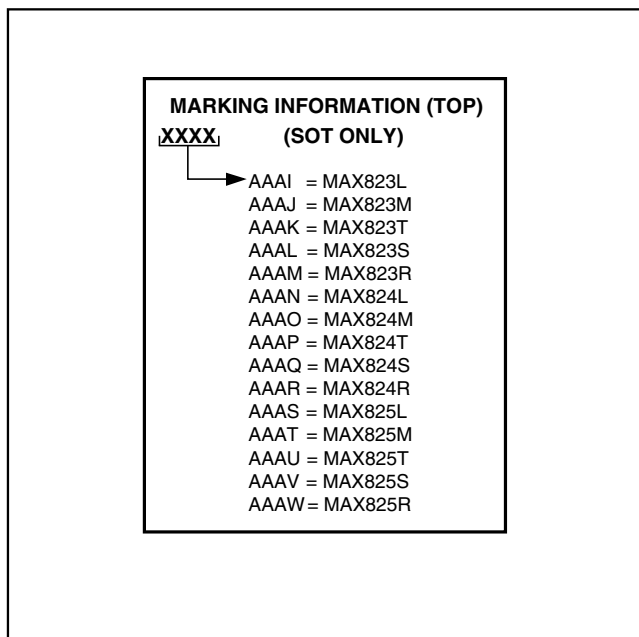 MARKING INFORMATION (TOP)
XXXX (SOT ONLY)
AAAI = MAX823L
AAAJ = MAX823M
AAAK = MAX823T
AAAL = MAX823S
AAAM = MAX823R
AAAN = MAX824L
AAAO = MAX824M
AAAP = MAX824T
AAAQ = MAX824S
AAAR = MAX824R
AAAS = MAX825L
AAAT = MAX825M
AAAU = MAX825T
AAAV = MAX825S
AAAW = MAX825R